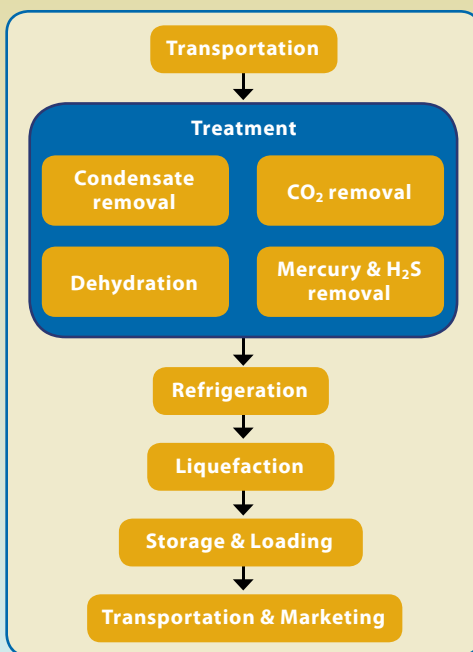 Transportation
Treatment
Condensate
removal
CO₂ removal
Dehydration
Mercury & H₂S
removal
Refrigeration
Liquefaction
Storage & Loading
Transportation & Marketing